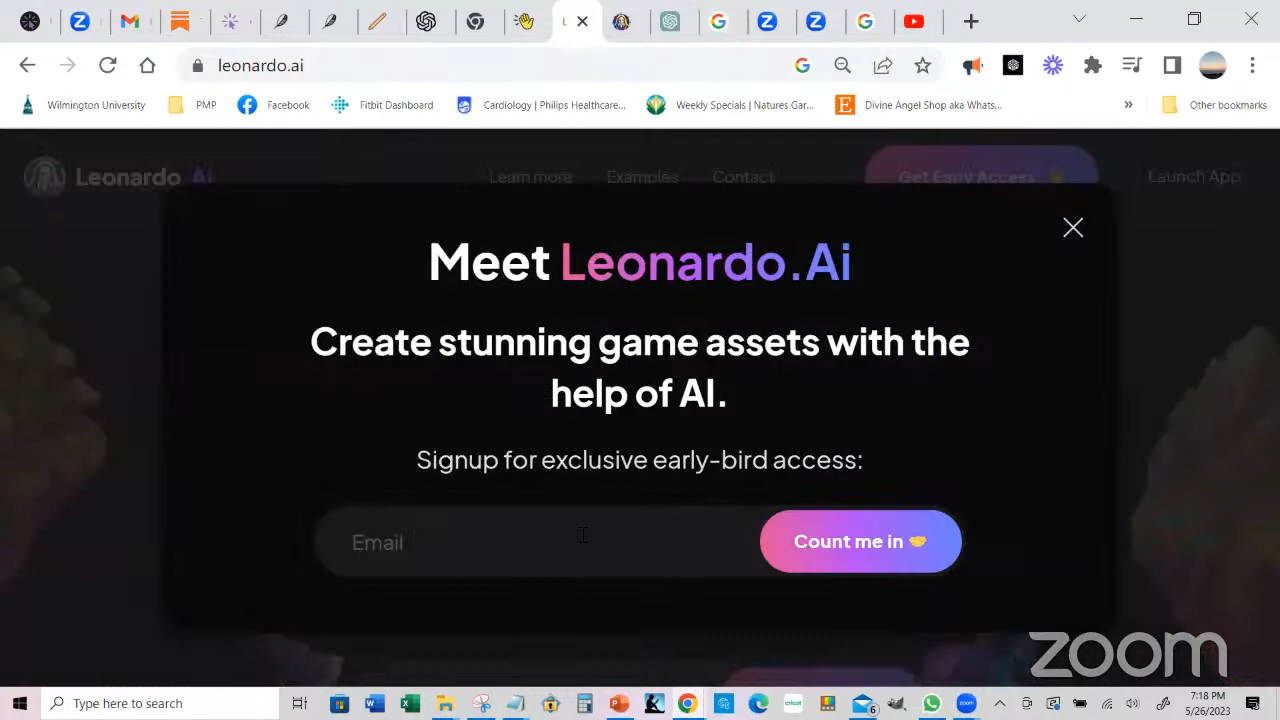 leonardo.ai
Wilmington University
PMP
Facebook
Fitbit Dashboard
Cardiology | Philips Healthcare...
Weekly Specials | Natures Gar...
Divine Angel Shop aka Whats...
»
Other bookmarks
Leonardo Ai
Learn more
Examples
Contact
Get Early Access
Launch App
Meet Leonardo.Ai
Create stunning game assets with the
help of AI.
Signup for exclusive early-bird access:
Email
Count me in
zoom
Type here to search
6
7:18 PM
5/26/2023